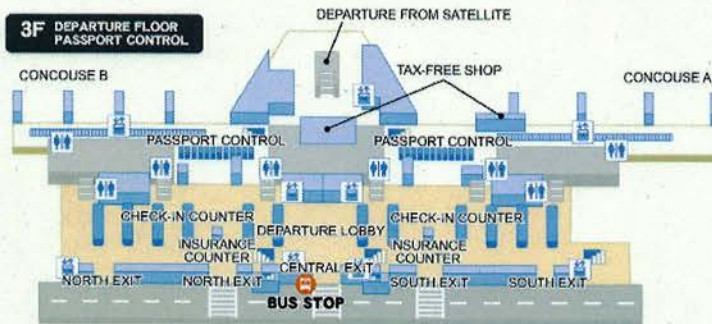 3F DEPARTURE FLOOR
PASSPORT CONTROL
DEPARTURE FROM SATELLITE
CONCOUSE B
TAX-FREE SHOP
CONCOUSE A
PASSPORT CONTROL
PASSPORT CONTROL
CHECK-IN COUNTER
CHECK-IN COUNTER
DEPARTURE LOBBY
INSURANCE
COUNTER
INSURANCE
COUNTER
CENTRAL EXIT
NORTH EXIT
NORTH EXIT
SOUTH EXIT
SOUTH EXIT
BUS STOP